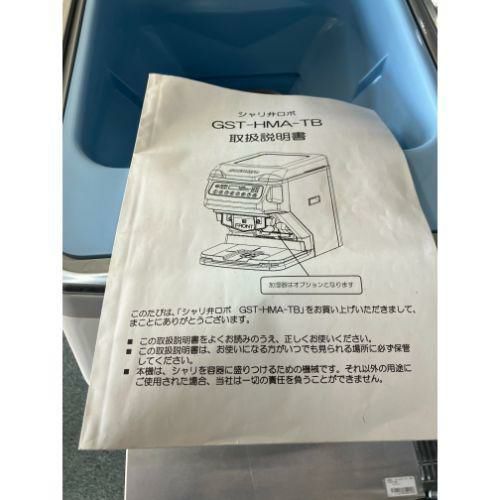 シャリ弁ロボ
GST-HMA-TB
取扱説明書
FRONT
加湿器はオプションとなります
このたびは、「シャリ弁ロボ GST-HMA-TB」をお買い上げいただきまして、
まことにありがとうございます。
■ この取扱説明書をよくお読みのうえ、正しくお使いください。
■ この取扱説明書は、お使いになる方がいつでも見られる場所に必ず保管
してください。
■ 本機は、シャリを容器に盛りつけるための機械です。それ以外の用途に
ご使用された場合、当社は一切の責任を負うことができません。